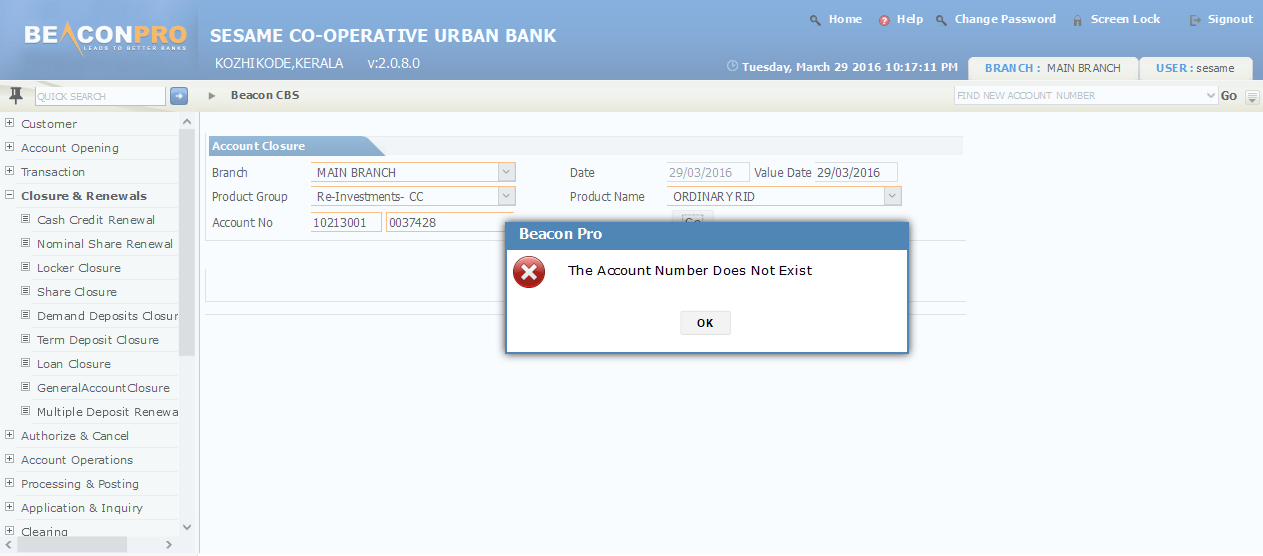 BEACONPRO
LEADS TO BETTER BANKS
SESAME CO-OPERATIVE URBAN BANK
KOZHIKODE,KERALA v:2.0.8.0
Home Help Change Password Screen Lock Signout
Tuesday, March 29 2016 10:17:11 PM BRANCH : MAIN BRANCH USER : sesame
QUICK SEARCH Beacon CBS FIND NEW ACCOUNT NUMBER Go
Customer
Account Opening
Transaction
Closure & Renewals
Cash Credit Renewal
Nominal Share Renewal
Locker Closure
Share Closure
Demand Deposits Closur
Term Deposit Closure
Loan Closure
GeneralAccountClosure
Multiple Deposit Renewa
Authorize & Cancel
Account Operations
Processing & Posting
Application & Inquiry
Clearing
Account Closure
Branch MAIN BRANCH Date 29/03/2016 Value Date 29/03/2016
Product Group Re-Investments- CC Product Name ORDINARY RID
Account No 10213001 0037428 Go
Beacon Pro
The Account Number Does Not Exist
OK